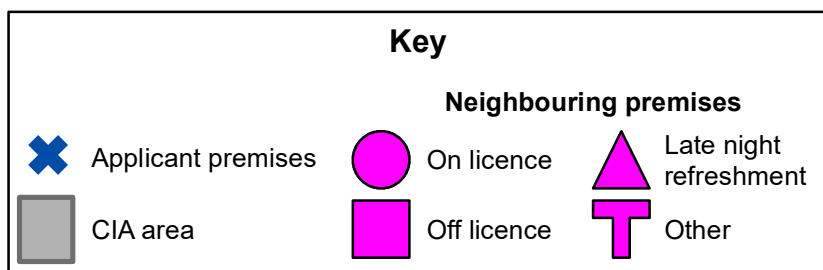 Key
Neighbouring premises
Applicant premises
On licence
Late night
refreshment
CIA area
Off licence
Other